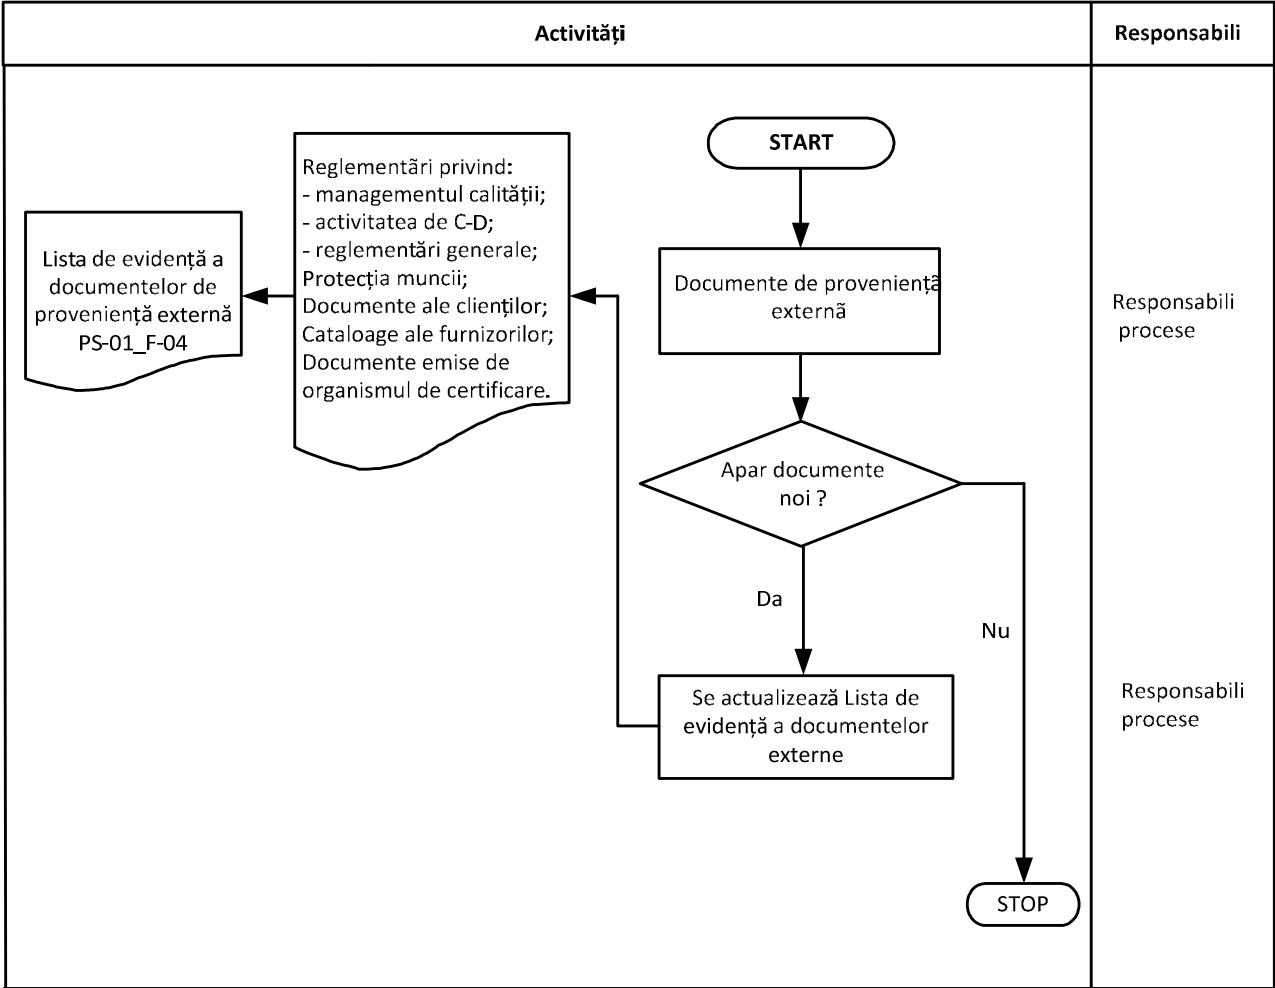 Activități
Responsabili
START
Documente de proveniențã
externã
Responsabili
procese
Reglementãri privind:
- managementul calității;
- activitatea de C-D;
- reglementări generale;
Protecția muncii;
Documente ale clienților;
Cataloage ale furnizorilor;
Documente emise de
organismul de certificare.
Lista de evidență a
documentelor de
proveniență externă
PS-01_F-04
Apar documente
noi ?
Da
Nu
Se actualizează Lista de
evidență a documentelor
externe
Responsabili
procese
STOP